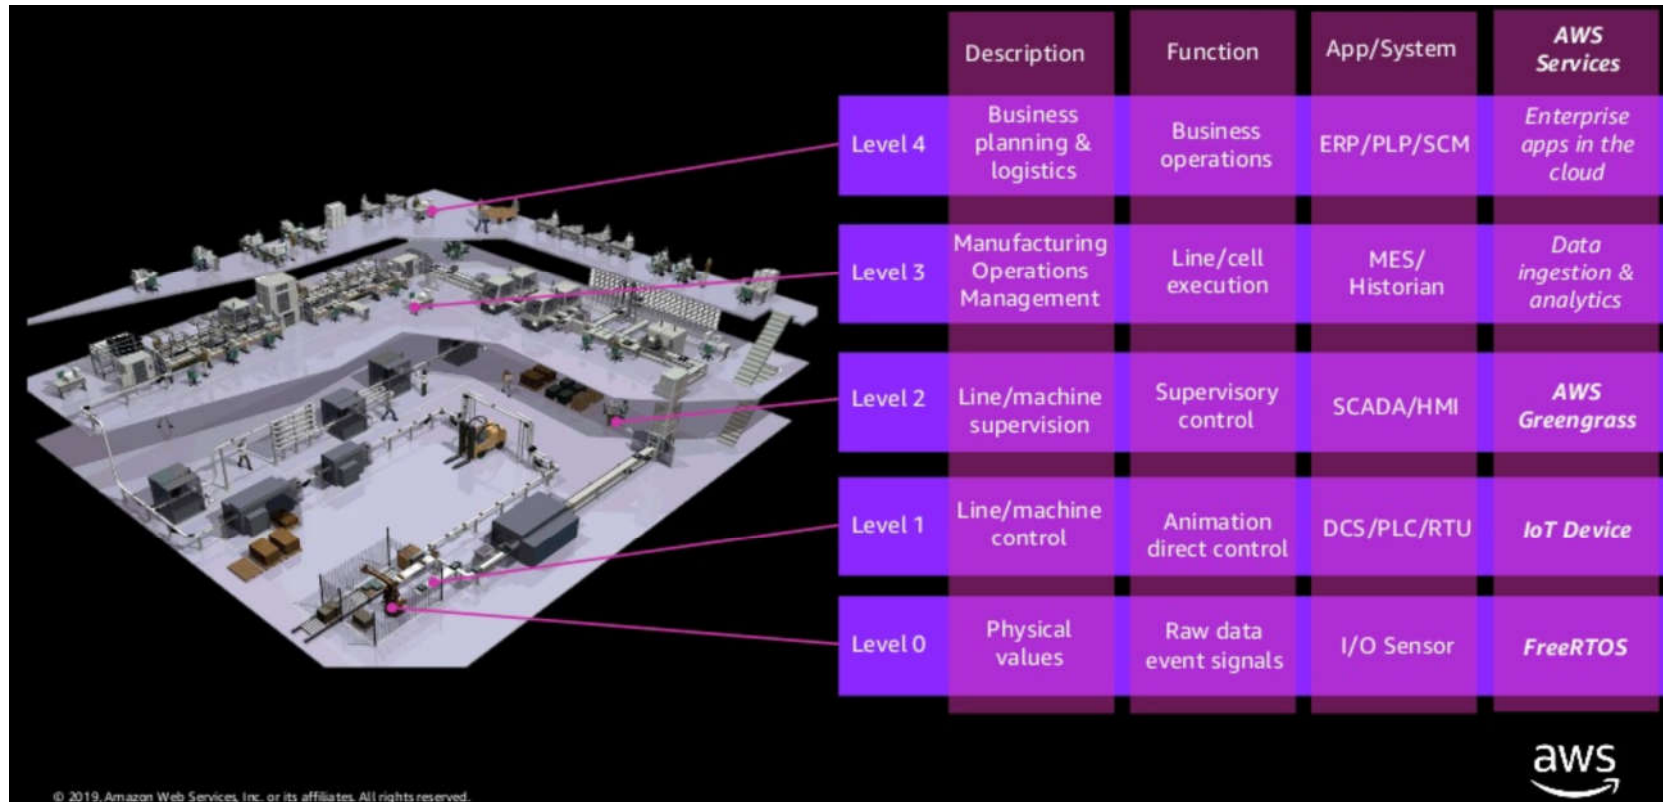 Description
Function
App/System
AWS
Services
Level 4
Business
planning &
logistics
Business
operations
ERP/PLP/SCM
Enterprise
apps in the
cloud
Level 3
Manufacturing
Operations
Management
Line/cell
execution
MES/
Historian
Data
ingestion &
analytics
Level 2
Line/machine
supervision
Supervisory
control
SCADA/HMI
AWS
Greengrass
Level 1
Line/machine
control
Animation
direct control
DCS/PLC/RTU
IoT Device
Level 0
Physical
values
Raw data
event signals
I/O Sensor
FreeRTOS
aws
© 2019, Amazon Web Services, Inc. or its affiliates. All rights reserved.